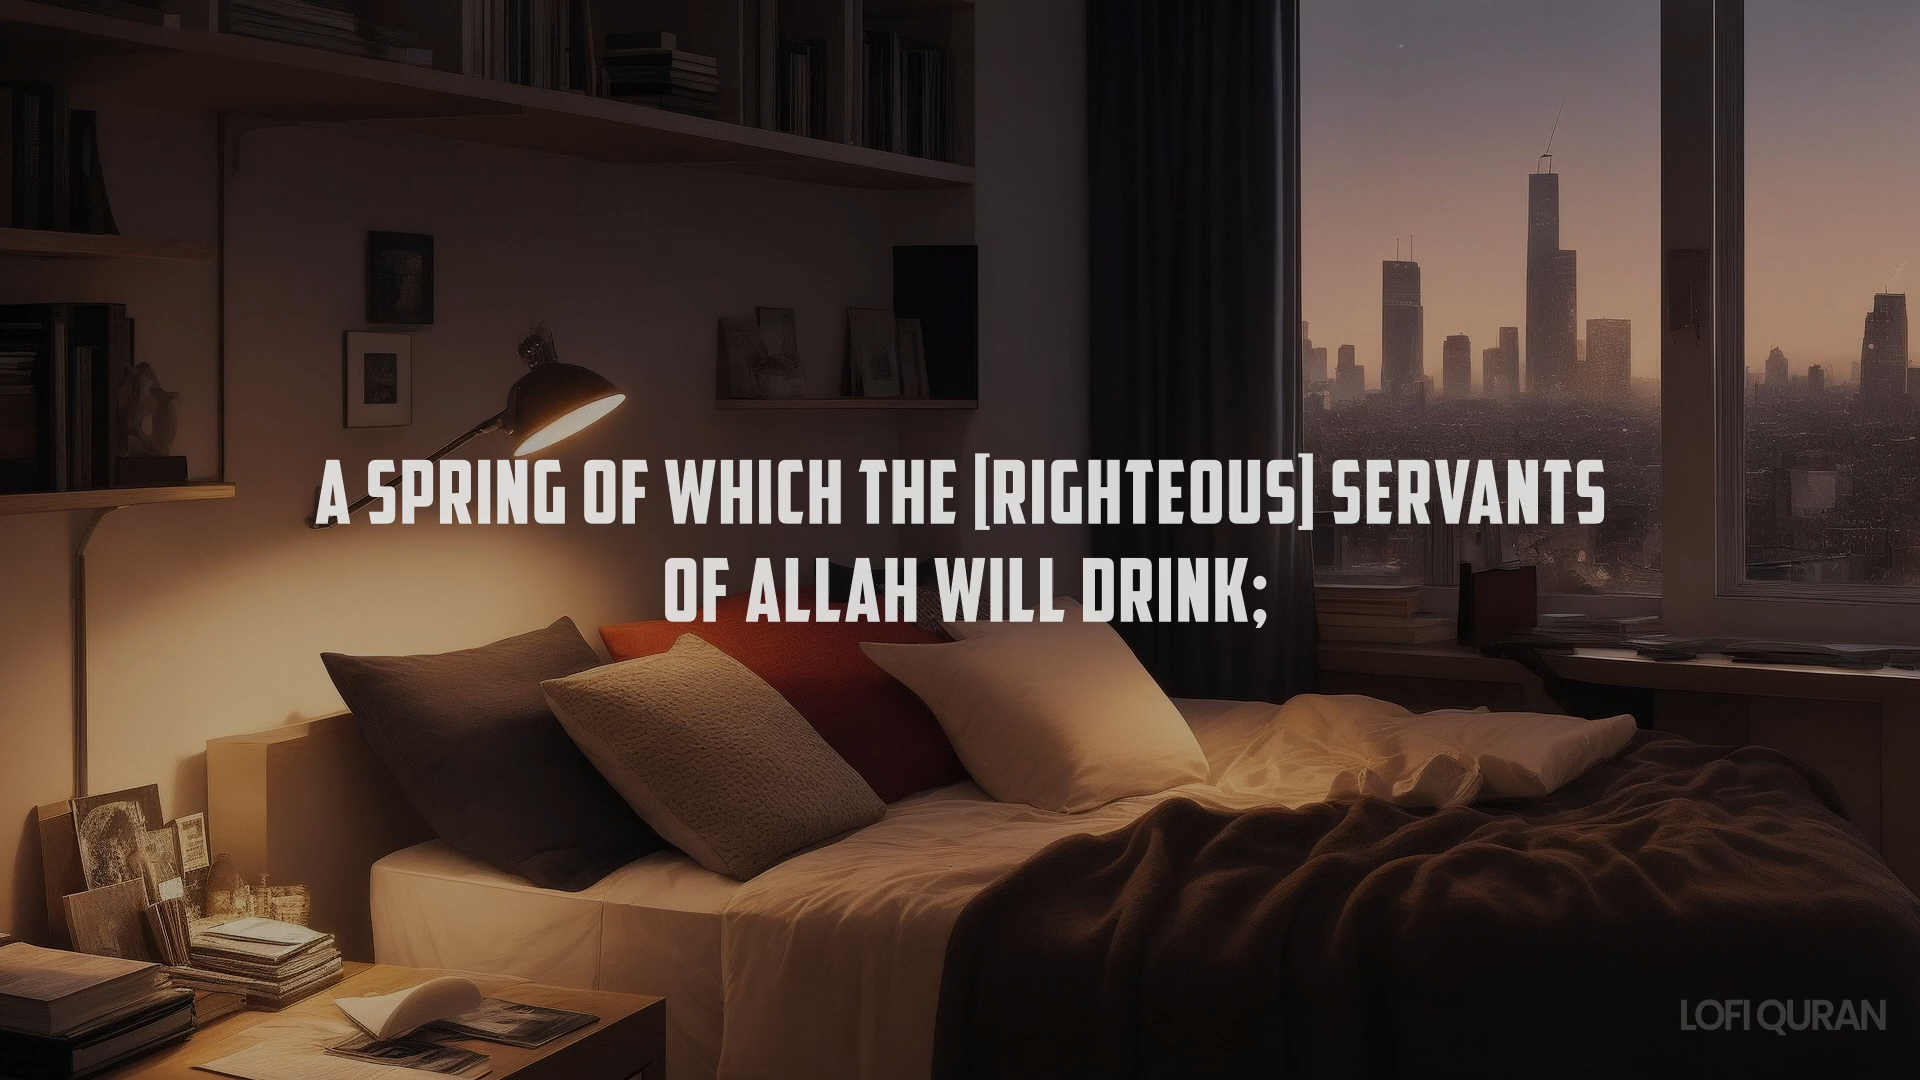 A SPRING OF WHICH THE [RIGHTEOUS] SERVANTS
OF ALLAH WILL DRINK;
LOFI QURAN